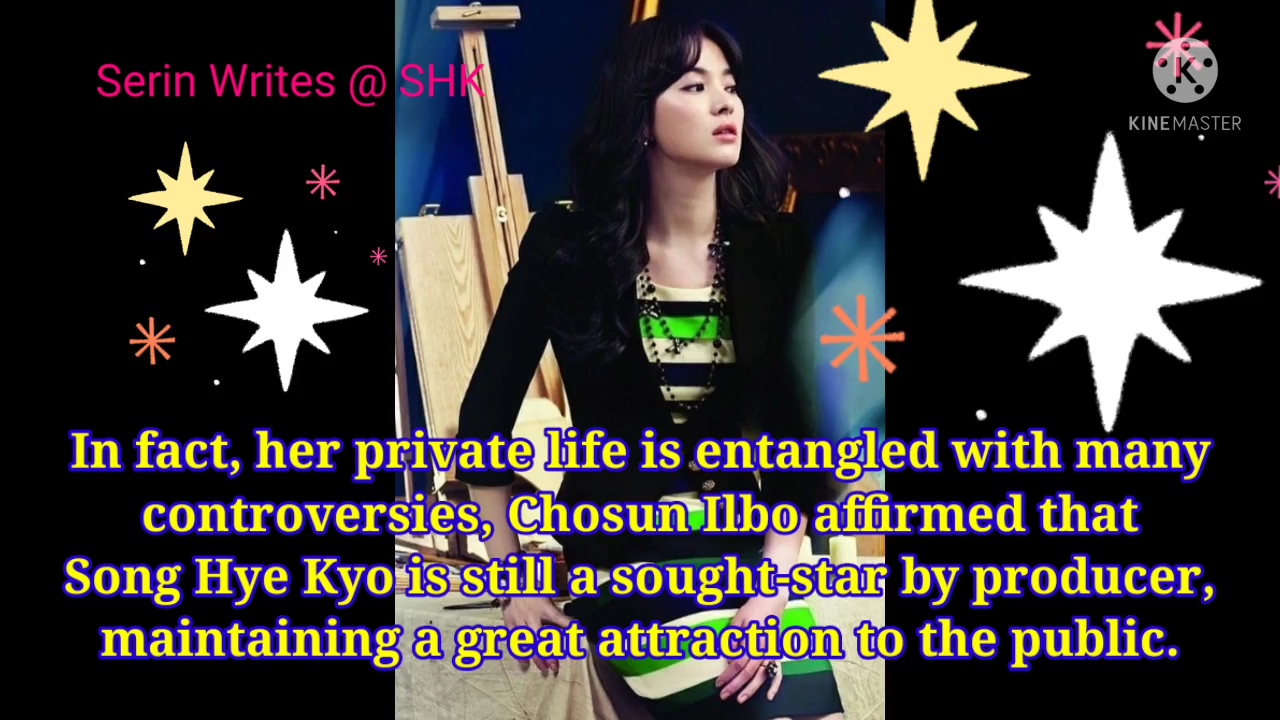 Serin Writes @ SHK
K
KINEMASTER
In fact, her private life is entangled with many
controversies, Chosun Ilbo affirmed that
Song Hye Kyo is still a sought-star by producer,
maintaining a great attraction to the public.